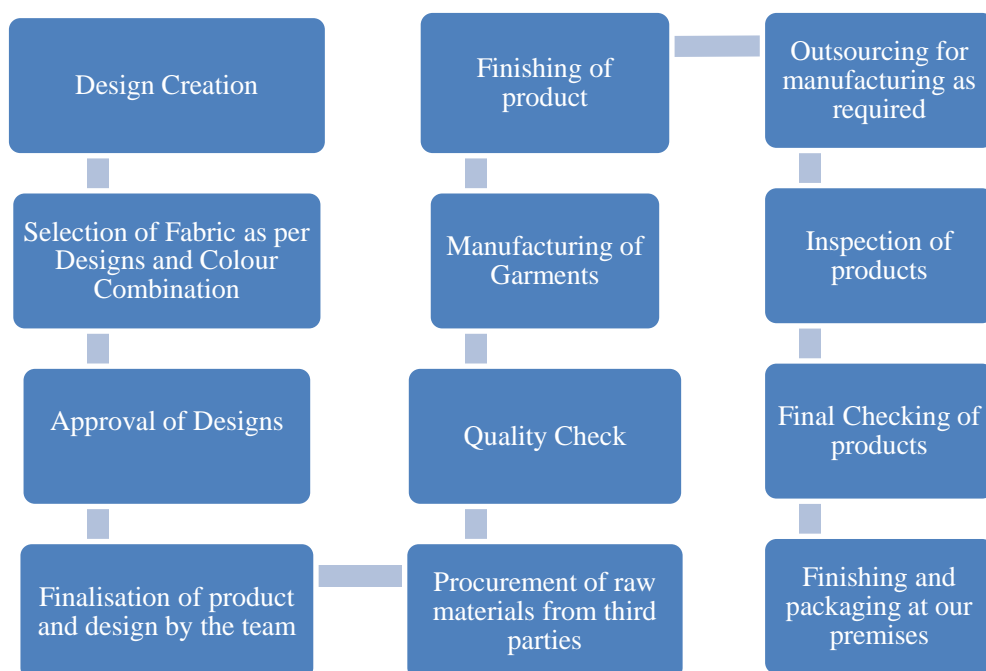 Design Creation
Selection of Fabric as per
Designs and Colour
Combination
Approval of Designs
Finalisation of product
and design by the team
Procurement of raw
materials from third
parties
Quality Check
Manufacturing of
Garments
Finishing of
product
Outsourcing for
manufacturing as
required
Inspection of
products
Final Checking of
products
Finishing and
packaging at our
premises